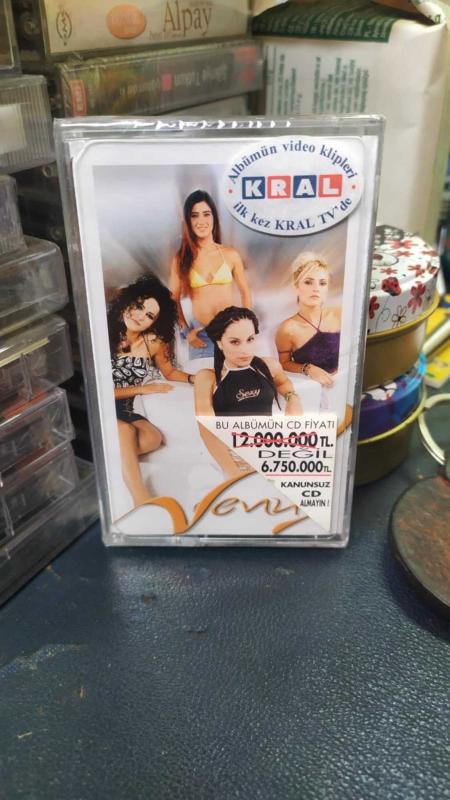 Alpay
Albümün video klipleri
KRAL
ilk kez KRAL TV'de
Sexy
BU ALBÜMÜN CD FİYATI
12.000.000 TL.
DEĞİL
6.750.000 TL.
KANUNSUZ
CD
ALMAYIN !